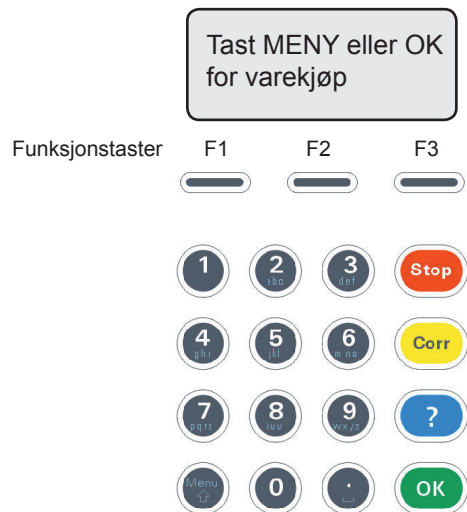 Tast MENY eller OK
for varekjøp
Funksjonstaster F1 F2 F3
1 2 3 Stop
abc def
4 5 6 Corr
ghi jkl mno
7 8 9 ?
pqrs tuv wxyz
Menu 0 . OK